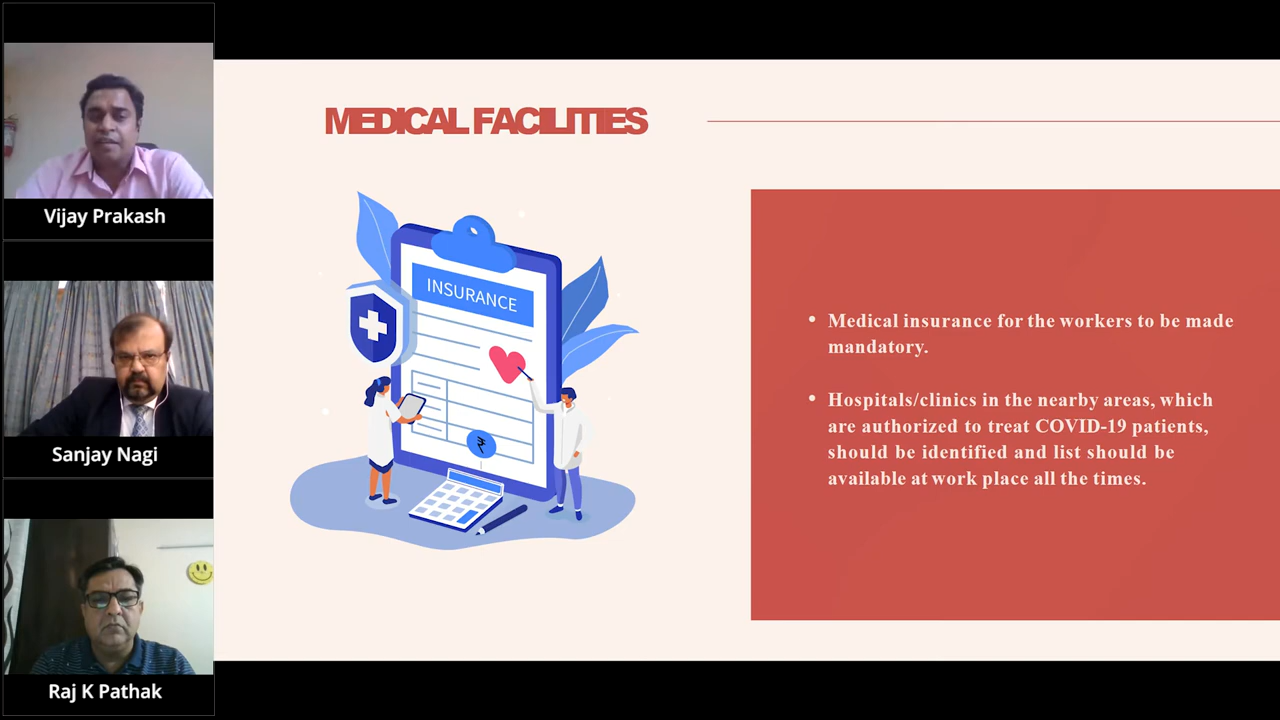 Vijay Prakash
Sanjay Nagi
Raj K Pathak
MEDICAL FACILITIES
INSURANCE
₹
• Medical insurance for the workers to be made
mandatory.
• Hospitals/clinics in the nearby areas, which
are authorized to treat COVID-19 patients,
should be identified and list should be
available at work place all the times.